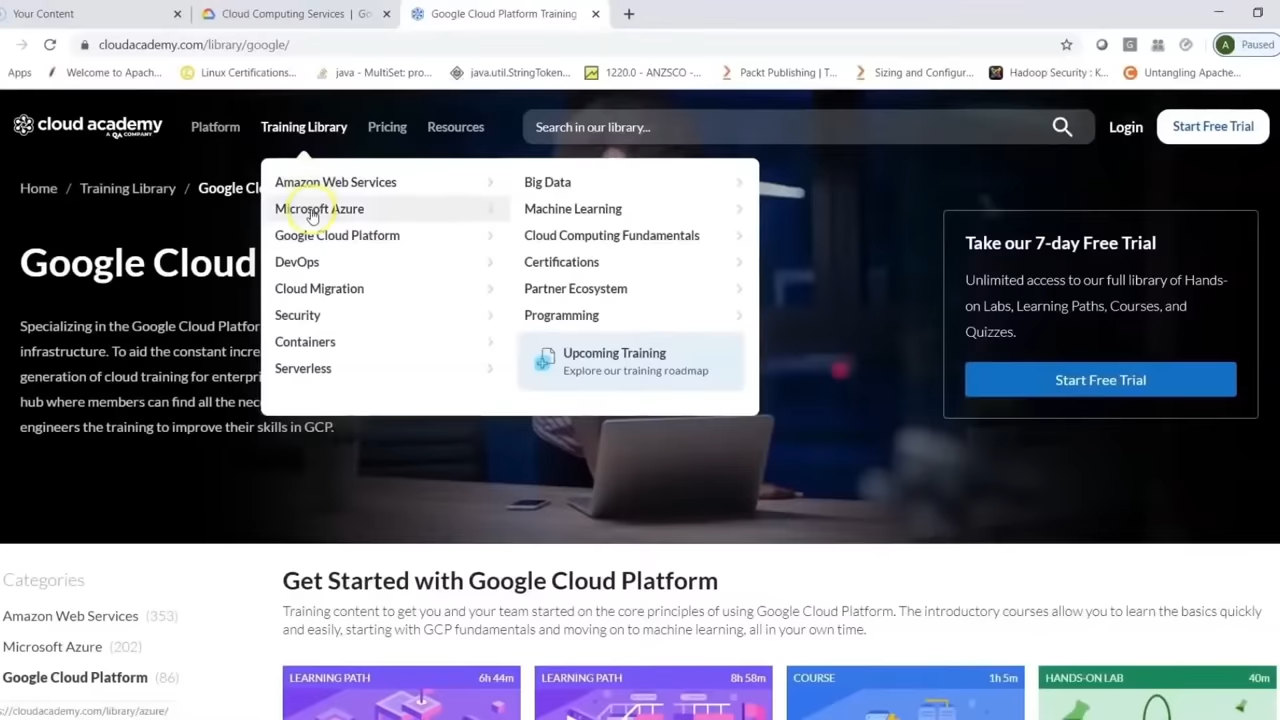 Your Content
Cloud Computing Services | Go
Google Cloud Platform Training
cloudacademy.com/library/google/
A Paused
Apps
Welcome to Apach...
Linux Certifications...
java - MultiSet: pro...
java.util.StringToken...
1220.0 - ANZSCO -...
Packt Publishing | T...
Sizing and Configur...
Hadoop Security : K...
Untangling Apache...
cloud academy
A QA COMPANY
Platform
Training Library
Pricing
Resources
Search in our library...
Login
Start Free Trial
Home / Training Library / Google Cl
Amazon Web Services
Microsoft Azure
Google Cloud Platform
DevOps
Cloud Migration
Security
Containers
Serverless
Big Data
Machine Learning
Cloud Computing Fundamentals
Certifications
Partner Ecosystem
Programming
Upcoming Training
Explore our training roadmap
Google Cloud
Specializing in the Google Cloud Platfor
infrastructure. To aid the constant incre
generation of cloud training for enterpri
hub where members can find all the nec
engineers the training to improve their skills in GCP.
Take our 7-day Free Trial
Unlimited access to our full library of Hands-
on Labs, Learning Paths, Courses, and
Quizzes.
Start Free Trial
Categories
Amazon Web Services (353)
Microsoft Azure (202)
Google Cloud Platform (86)
s://cloudacademy.com/library/azure/
Get Started with Google Cloud Platform
Training content to get you and your team started on the core principles of using Google Cloud Platform. The introductory courses allow you to learn the basics quickly
and easily, starting with GCP fundamentals and moving on to machine learning, all in your own time.
LEARNING PATH 6h 44m
LEARNING PATH 8h 58m
COURSE 1h 5m
HANDS-ON LAB 40m